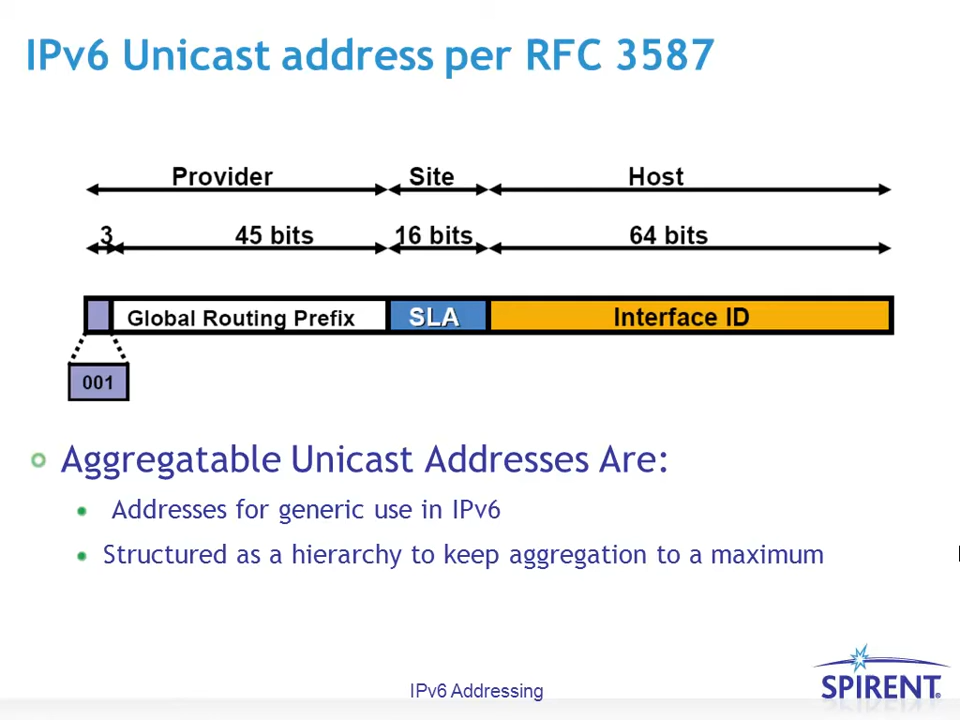 IPv6 Unicast address per RFC 3587
Provider Site Host
3 45 bits 16 bits 64 bits
Global Routing Prefix SLA Interface ID
001
Aggregatable Unicast Addresses Are:
Addresses for generic use in IPv6
Structured as a hierarchy to keep aggregation to a maximum
IPv6 Addressing
SPIRENT®